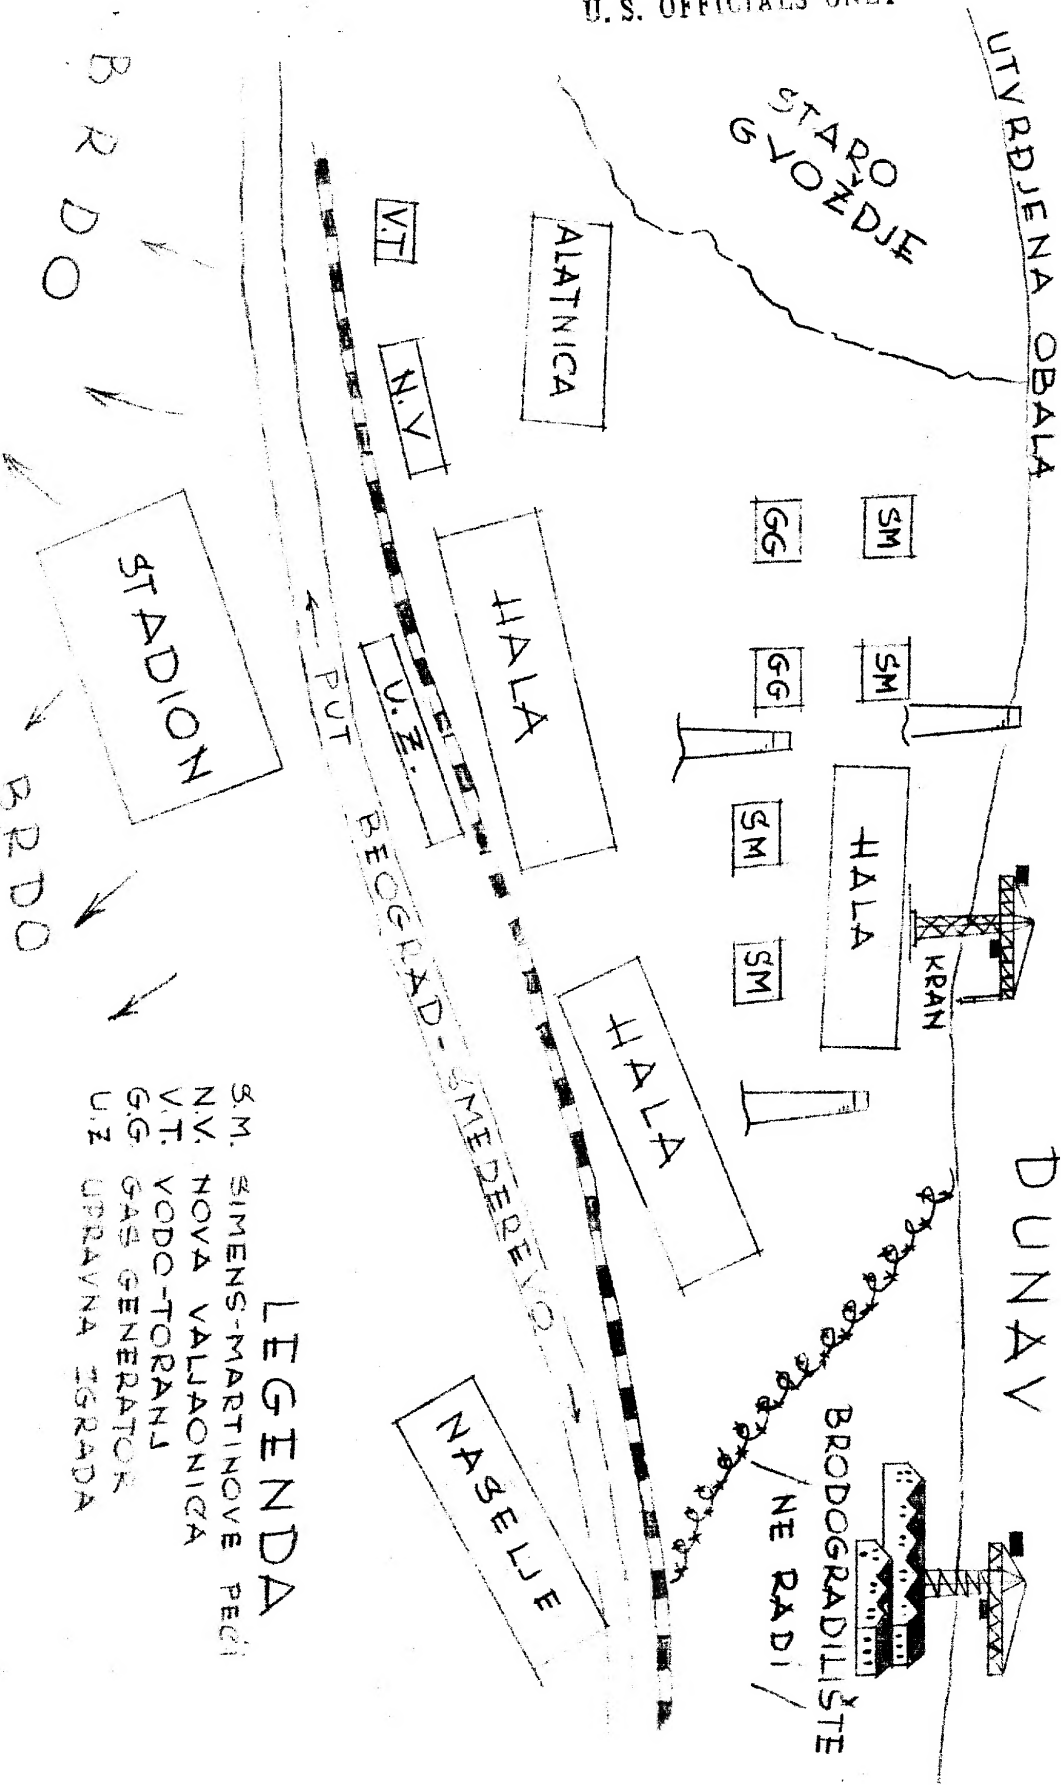 U. S. OFFICIALS ONLY
UTVRDJENA OBALA
DUNAV
STARO
GVOŽDJE
SM
SM
GG
GG
HALA
KRAN
SM
SM
BRODOGRADILIŠTE
/ NE RADI /
ALATNICA
HALA
HALA
V.T
N.V
U.Z.
NASELJE
← PUT BEOGRAD-SMEDEREVO →
STADION
BRDO
BRDO
LEGENDA
S.M. SIMENS-MARTINOVE PEĆI
N.V. NOVA VALJAONICA
V.T. VODO-TORANJ
G.G GAS GENERATOR
U.Z UPRAVNA ZGRADA